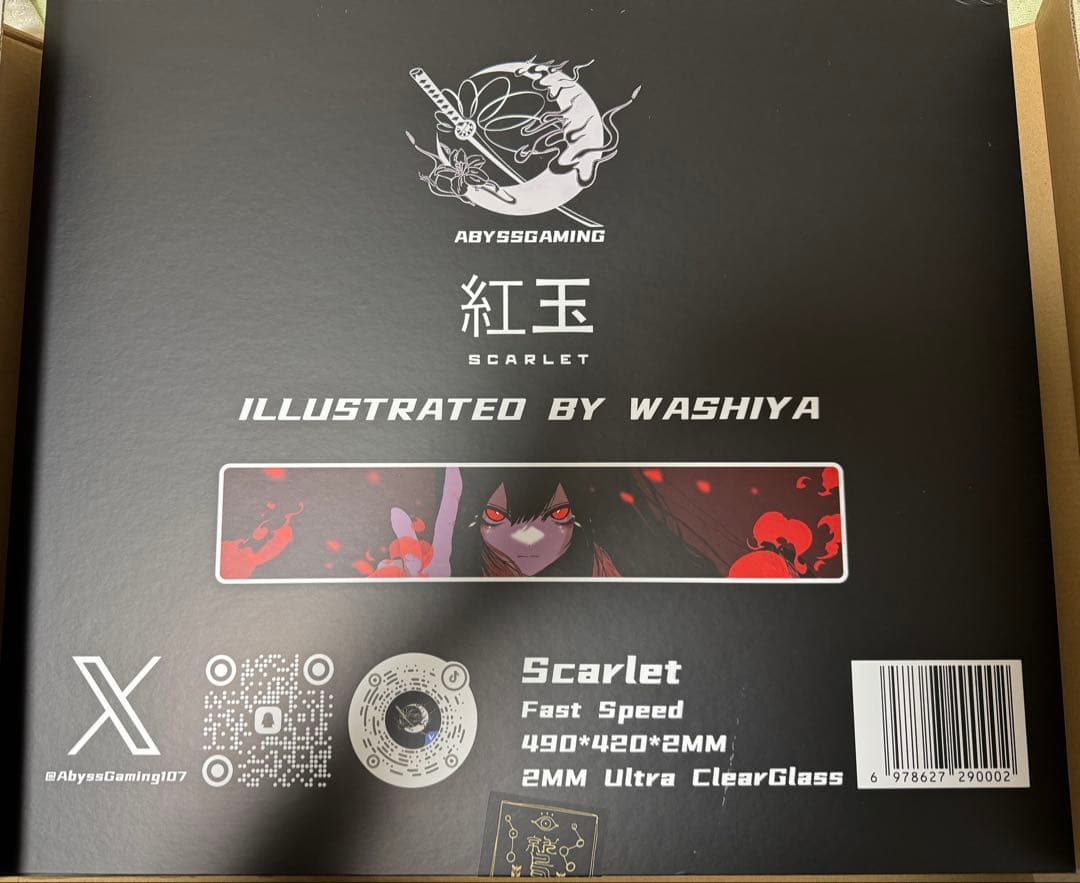 ABYSSGAMING
紅玉
SCARLET
ILLUSTRATED BY WASHIYA
@AbyssGaming107
Scarlet
Fast Speed
490*420*2MM
2MM Ultra ClearGlass
6 978627 290002